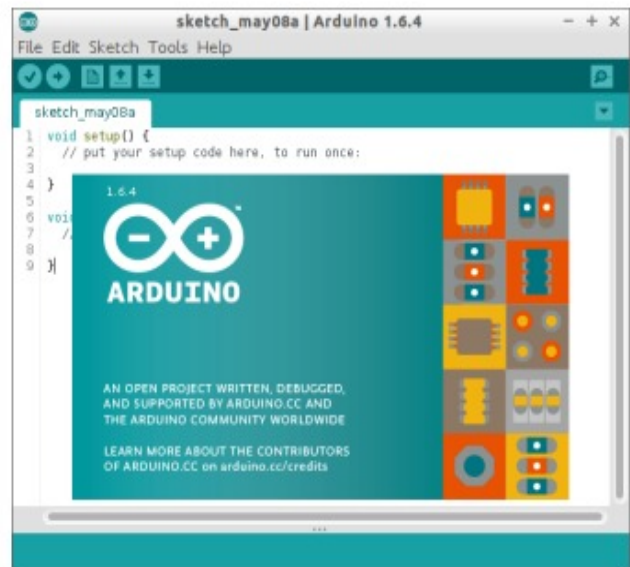 sketch_may08a | Arduino 1.6.4
File Edit Sketch Tools Help
sketch_may08a
1 void setup() {
2 // put your setup code here, to run once:
3
4 }
5
6 voi
7 //
8
9 }
1.6.4
ARDUINO
AN OPEN PROJECT WRITTEN, DEBUGGED,
AND SUPPORTED BY ARDUINO.CC AND
THE ARDUINO COMMUNITY WORLDWIDE
LEARN MORE ABOUT THE CONTRIBUTORS
OF ARDUINO.CC on arduino.cc/credits